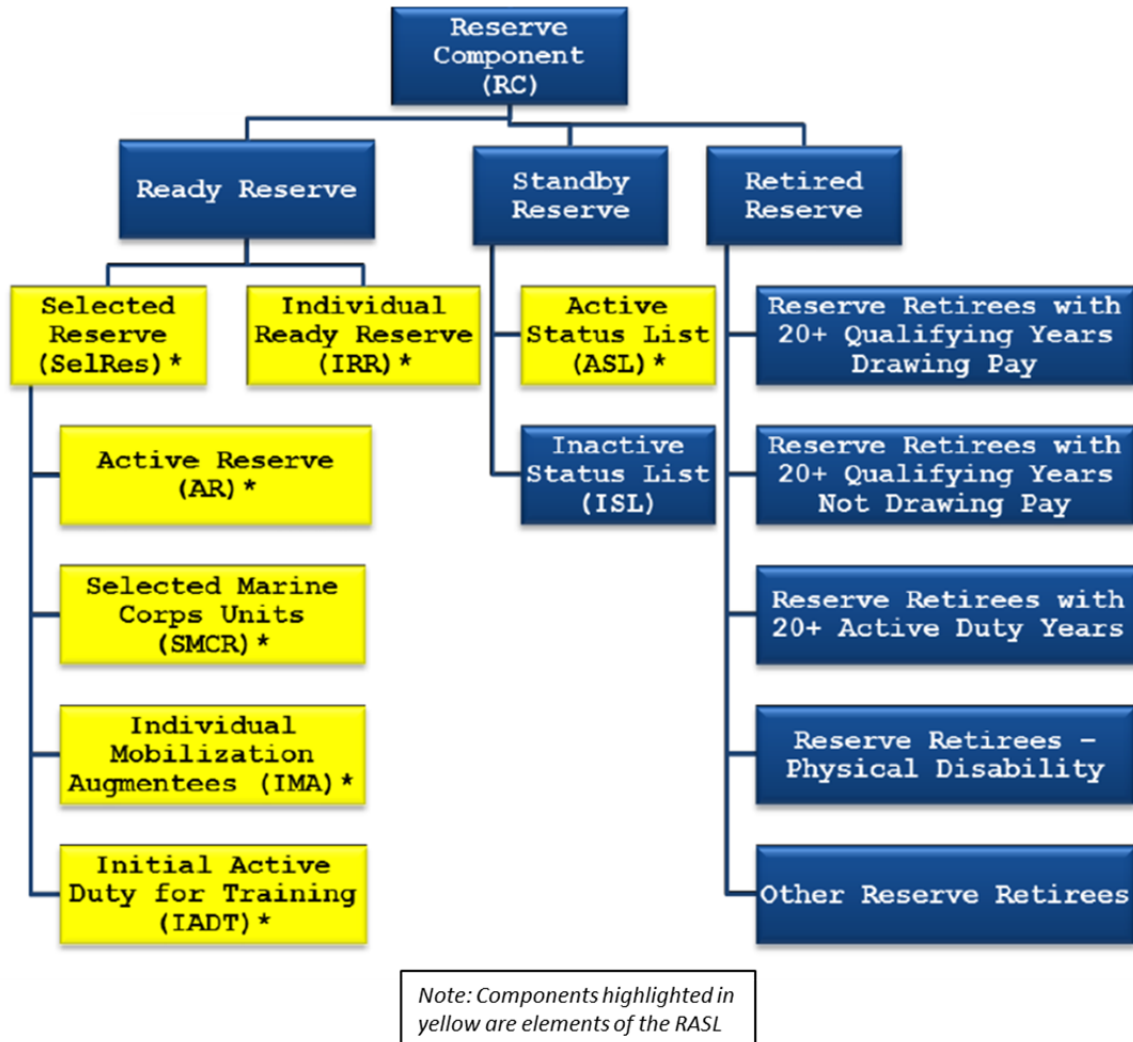 Reserve
Component
(RC)
Ready Reserve
Standby
Reserve
Retired
Reserve
Selected
Reserve
(SelRes)*
Individual
Ready Reserve
(IRR)*
Active
Status List
(ASL)*
Reserve Retirees with
20+ Qualifying Years
Drawing Pay
Active Reserve
(AR)*
Inactive
Status List
(ISL)
Reserve Retirees with
20+ Qualifying Years
Not Drawing Pay
Selected Marine
Corps Units
(SMCR)*
Reserve Retirees with
20+ Active Duty Years
Individual
Mobilization
Augmentees (IMA)*
Reserve Retirees –
Physical Disability
Initial Active
Duty for Training
(IADT)*
Other Reserve Retirees
Note: Components highlighted in
yellow are elements of the RASL